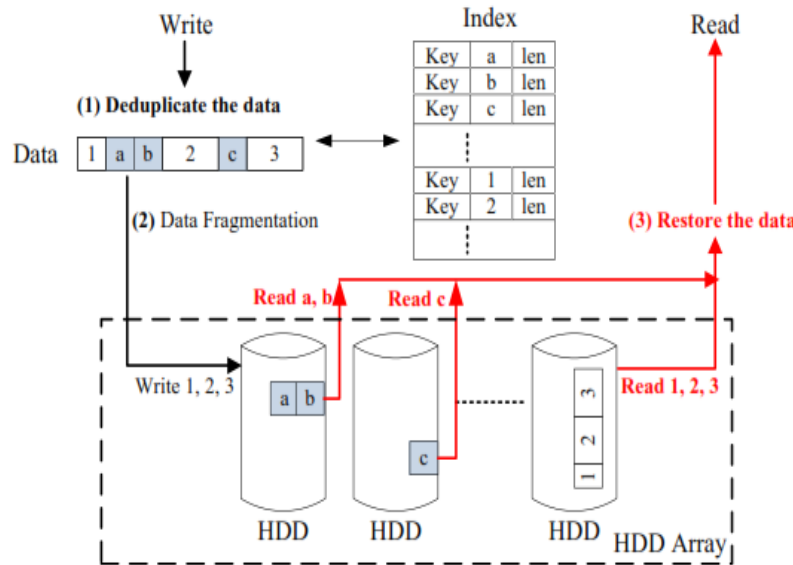 Write
Index
Read
Key a len
Key b len
Key c len
Key 1 len
Key 2 len
(1) Deduplicate the data
Data 1 a b 2 c 3
(2) Data Fragmentation
(3) Restore the data
Read a, b
Read c
Write 1, 2, 3
Read 1, 2, 3
a b
c
3
2
1
HDD
HDD
HDD
HDD Array